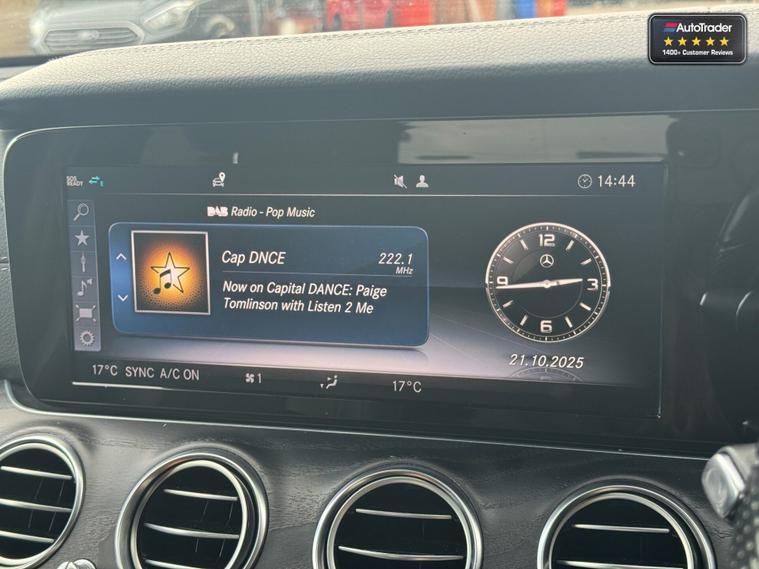 AutoTrader
1400+ Customer Reviews
SOS
READY
E
14:44
DAB Radio - Pop Music
Cap DNCE
222.1
MHz
Now on Capital DANCE: Paige
Tomlinson with Listen 2 Me
12
3
6
9
21.10.2025
17°C SYNC A/C ON
1
17°C